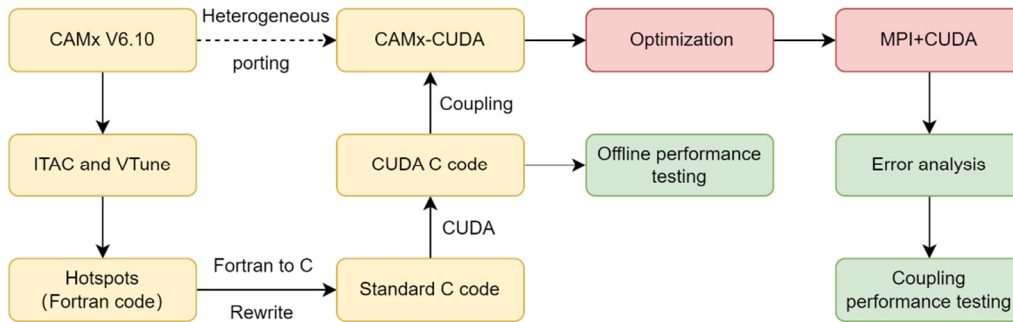 CAMx V6.10
Heterogeneous
porting
CAMx-CUDA
Optimization
MPI+CUDA
Coupling
ITAC and VTune
CUDA C code
Offline performance
testing
Error analysis
CUDA
Hotspots
(Fortran code)
Fortran to C
Rewrite
Standard C code
Coupling
performance testing